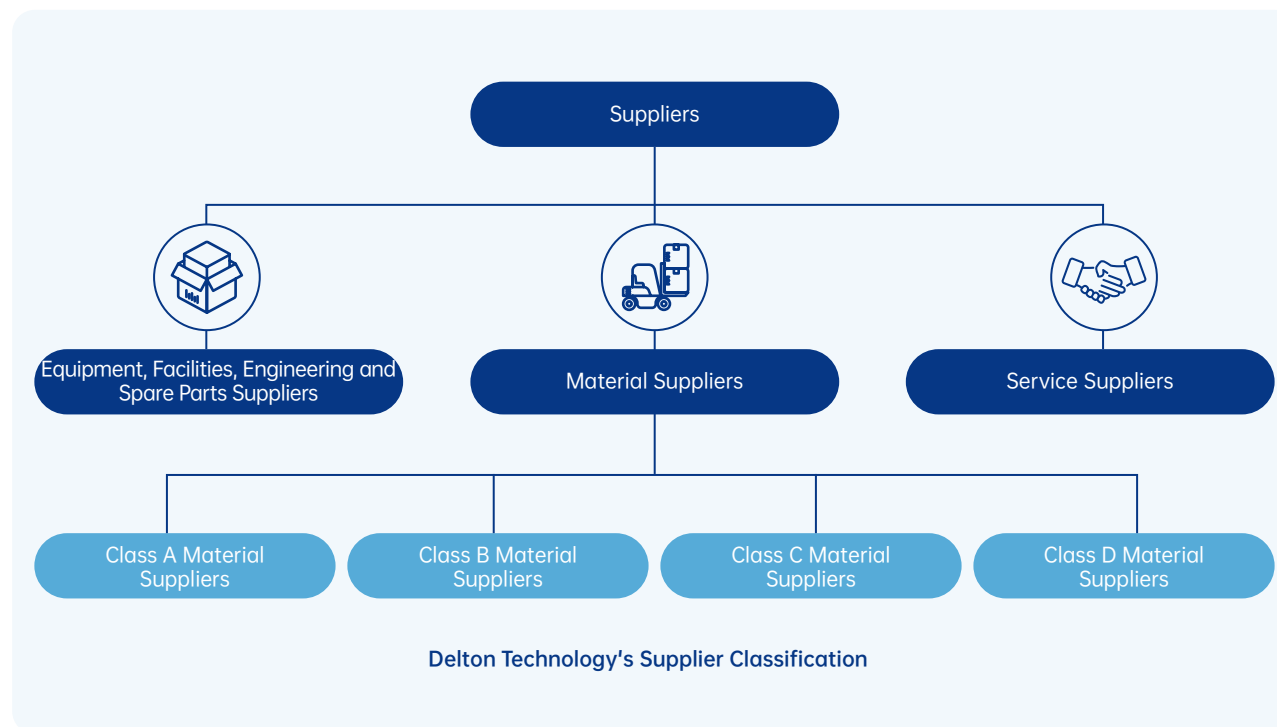 Suppliers
Equipment, Facilities, Engineering and
Spare Parts Suppliers
Material Suppliers
Service Suppliers
Class A Material
Suppliers
Class B Material
Suppliers
Class C Material
Suppliers
Class D Material
Suppliers
Delton Technology's Supplier Classification